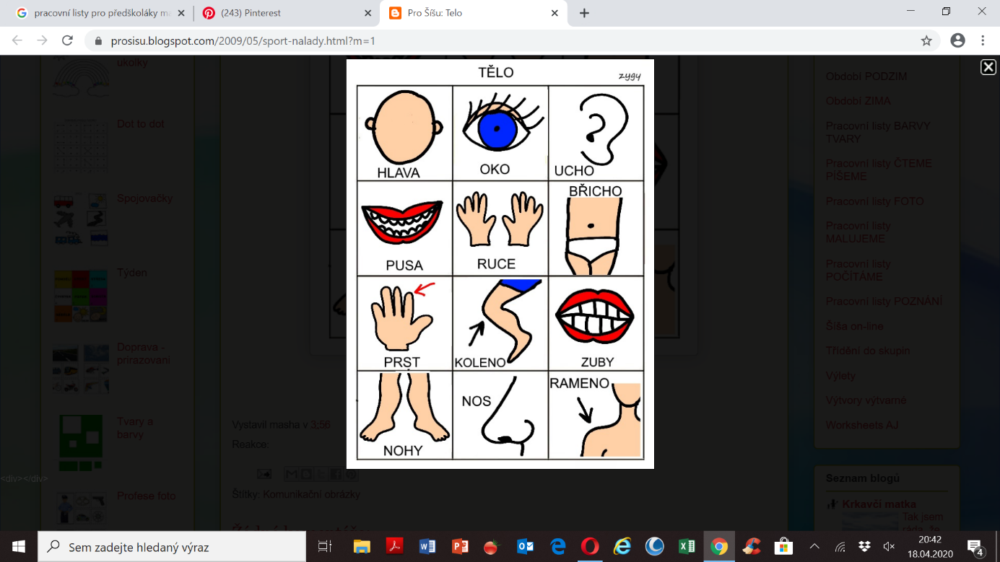 pracovní listy pro předškoláky ma
(243) Pinterest
Pro Šíšu: Telo
prosisu.blogspot.com/2009/05/sport-nalady.html?m=1
úkolky
Dot to dot
Spojovačky
Týden
Doprava -
prirazovani
Tvary a
barvy
<div></div>
Profese foto
TĚLO
zygy
HLAVA
OKO
UCHO
PUSA
RUCE
BŘICHO
PRST
KOLENO
ZUBY
NOHY
NOS
RAMENO
Vystavil masha v 3:56
Reakce:
Štítky: Komunikační obrázky
Období PODZIM
Období ZIMA
Pracovní listy BARVY
TVARY
Pracovní listy ČTEME
PÍŠEME
Pracovní listy FOTO
Pracovní listy
MALUJEME
Pracovní listy
POČÍTÁME
Pracovní listy POZNÁNÍ
Šíša on-line
Třídění do skupin
Výlety
Výtvory výtvarné
Worksheets AJ
Seznam blogů
Krkavčí matka
Tak jsem
ráda, že
Sem zadejte hledaný výraz
20:42
18.04.2020
4